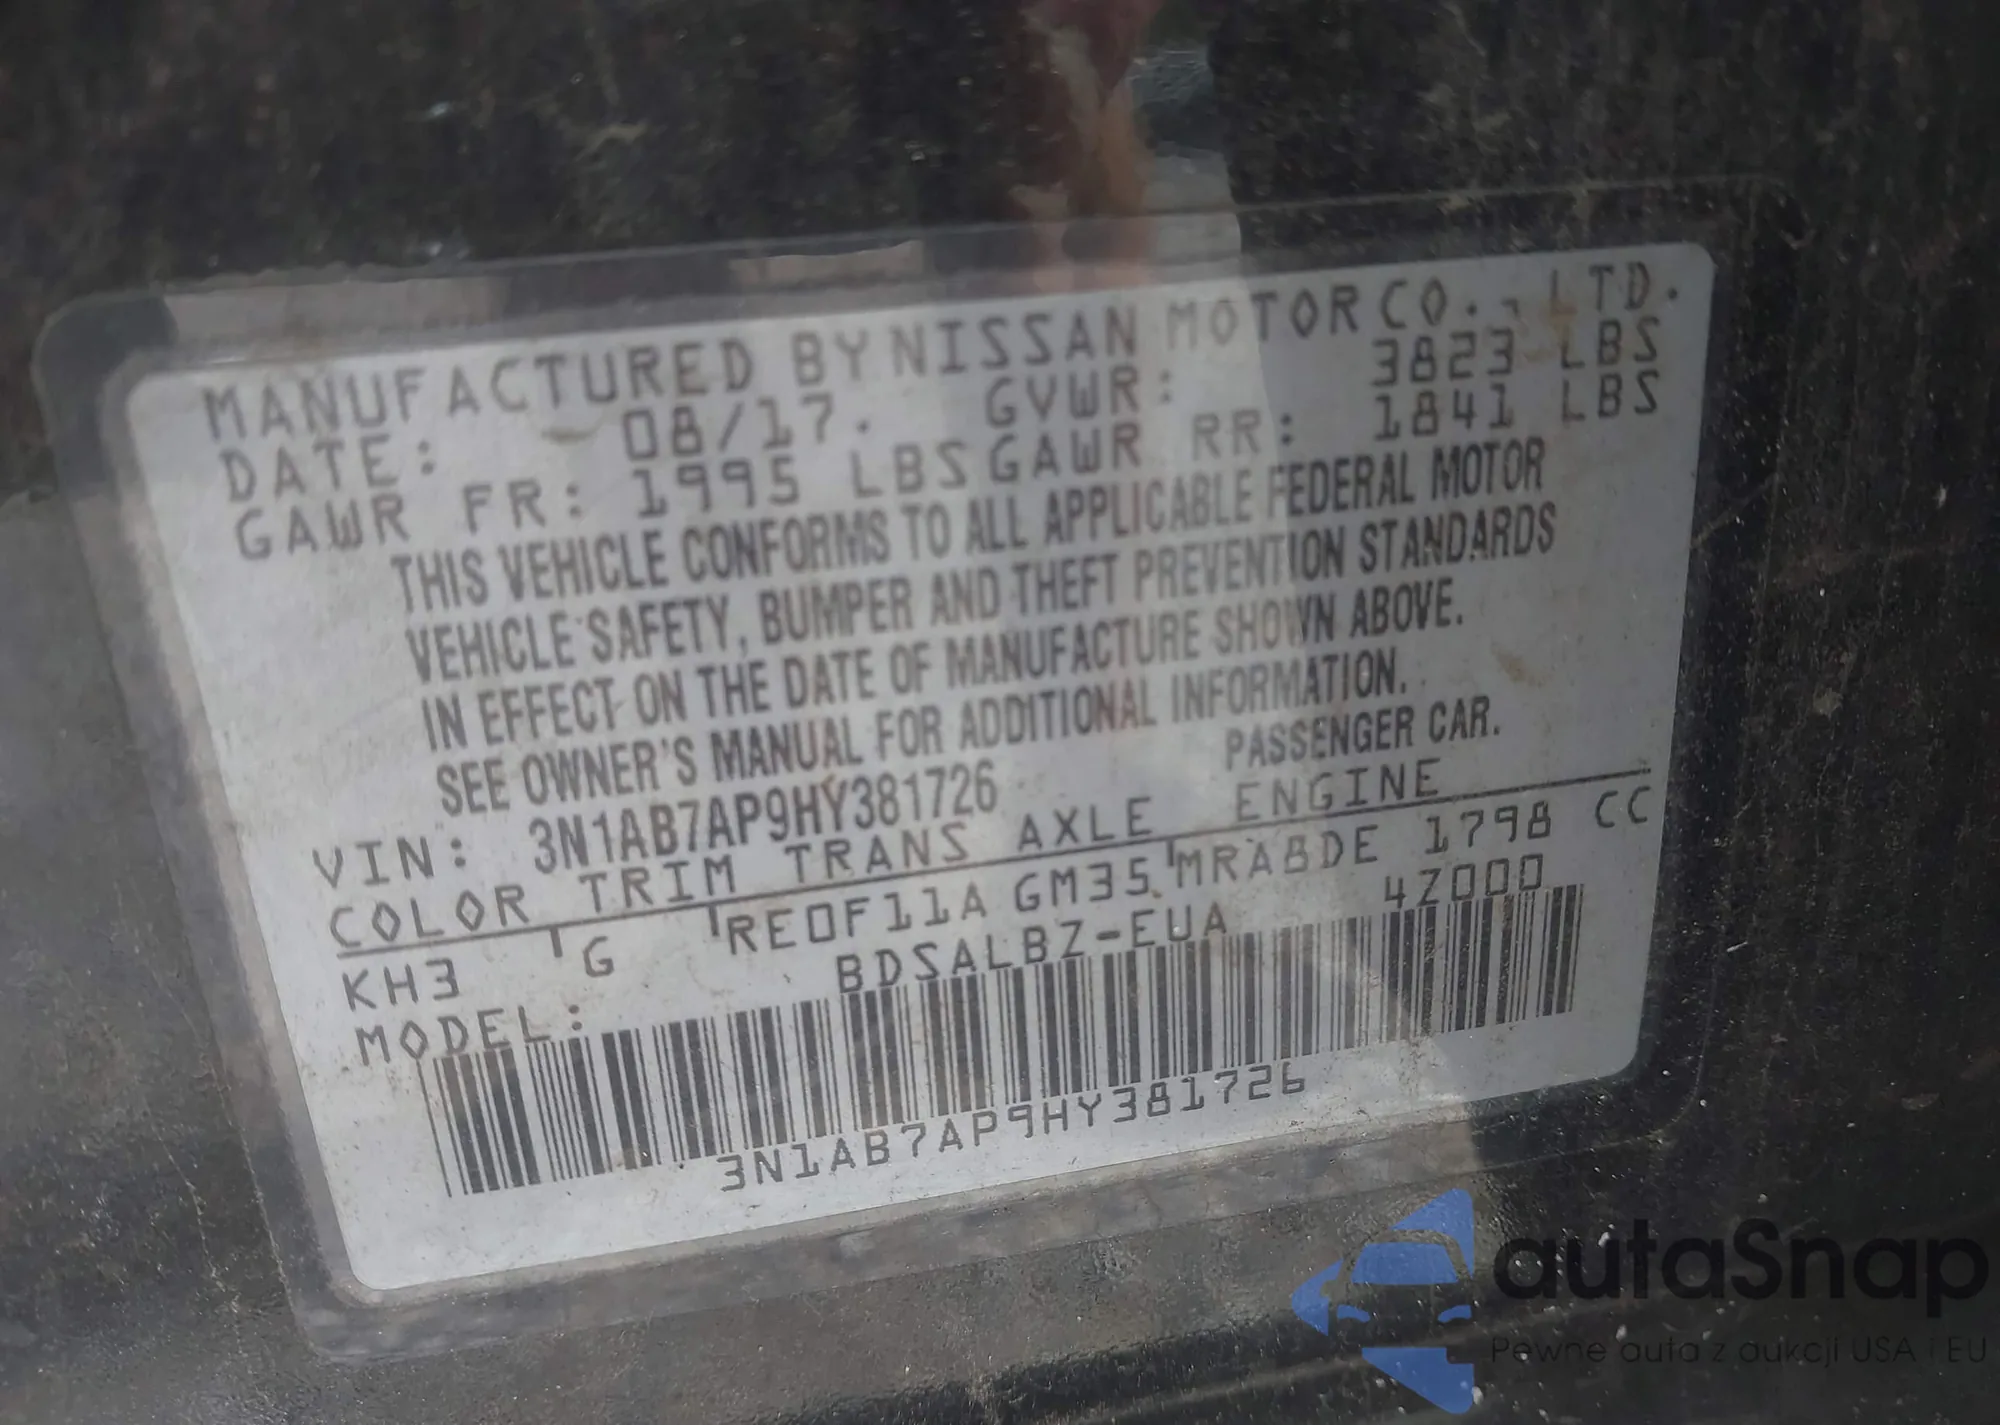 MANUFACTURED BY NISSAN MOTOR CO., LTD.
DATE: 08/17. GVWR: 3823 LBS
GAWR FR: 1995 LBS GAWR RR: 1841 LBS
THIS VEHICLE CONFORMS TO ALL APPLICABLE FEDERAL MOTOR
VEHICLE SAFETY, BUMPER AND THEFT PREVENTION STANDARDS
IN EFFECT ON THE DATE OF MANUFACTURE SHOWN ABOVE.
SEE OWNER'S MANUAL FOR ADDITIONAL INFORMATION.
VIN: 3N1AB7AP9HY381726 PASSENGER CAR.
COLOR TRIM TRANS AXLE ENGINE
KH3 G RE0F11A GM35 MRA8DE 1798 CC
MODEL: BDSALBZ-EUA 4Z000
3N1AB7AP9HY381726
autaSnap
Pewne auta z aukcji USA i EU